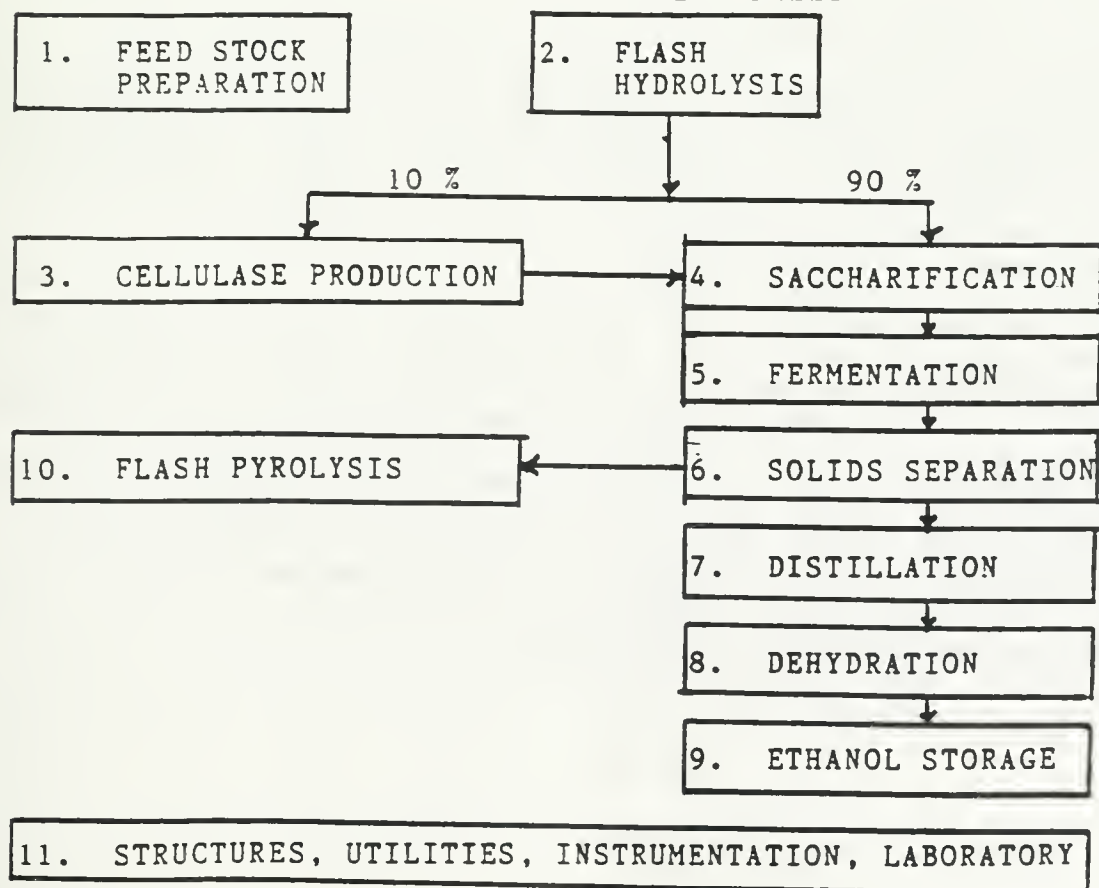 1. FEED STOCK
PREPARATION
2. FLASH
HYDROLYSIS
10 %
90 %
3. CELLULASE PRODUCTION
4. SACCHARIFICATION
5. FERMENTATION
10. FLASH PYROLYSIS
6. SOLIDS SEPARATION
7. DISTILLATION
8. DEHYDRATION
9. ETHANOL STORAGE
11. STRUCTURES, UTILITIES, INSTRUMENTATION, LABORATORY